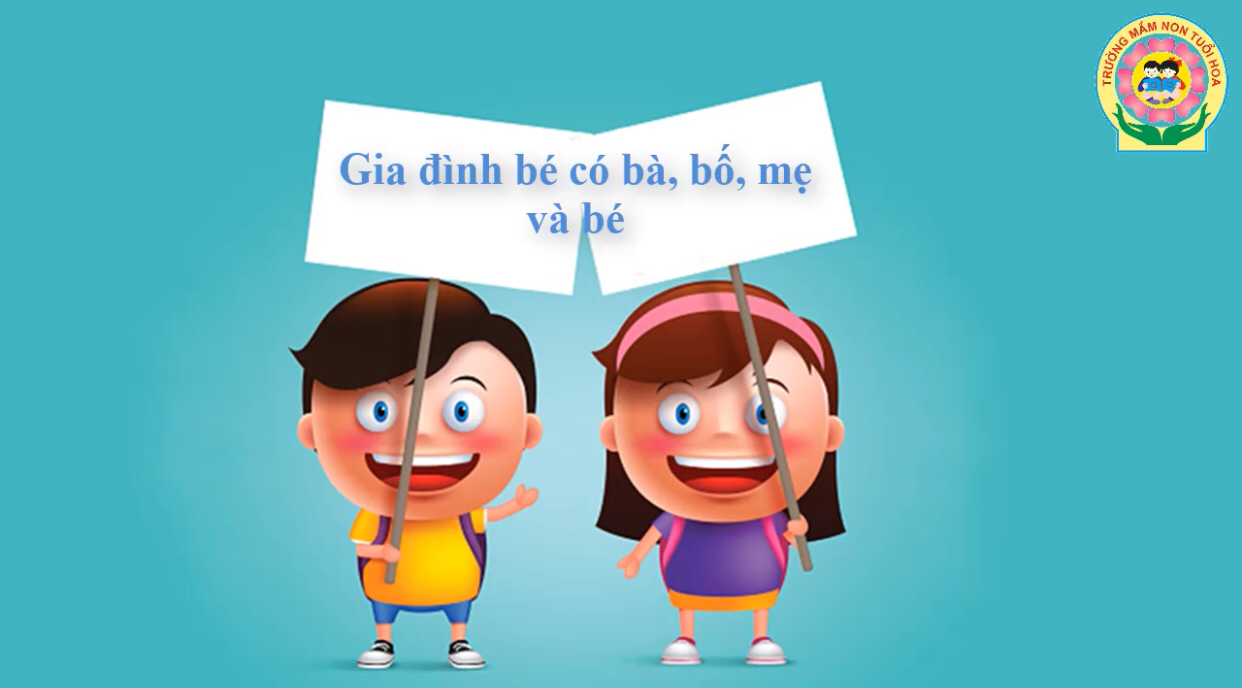 TRƯỜNG MẦM NON TUỔI HOA
Gia đình bé có bà, bố, mẹ
và bé